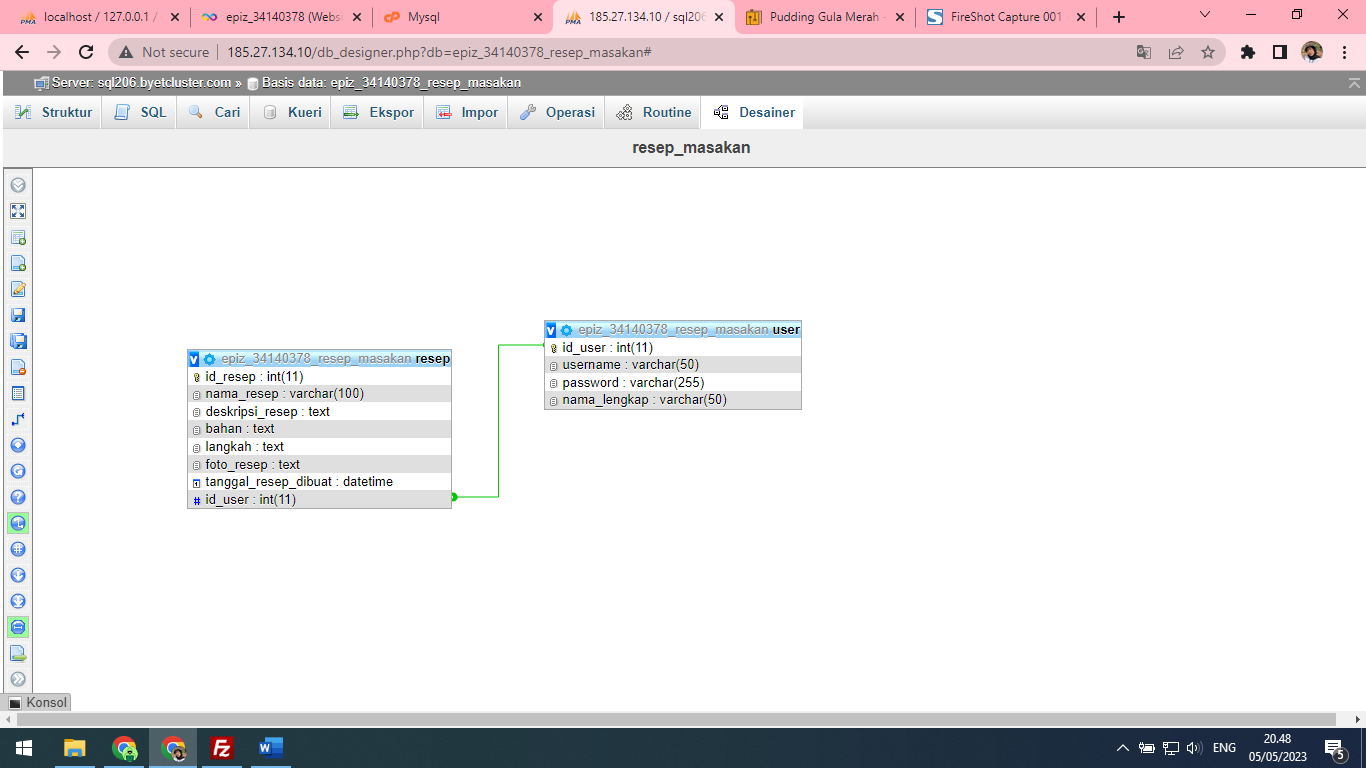 localhost / 127.0.0.1 /
epiz_34140378 (Websi
Mysql
185.27.134.10 / sql206
Pudding Gula Merah -
FireShot Capture 001
Not secure
185.27.134.10/db_designer.php?db=epiz_34140378_resep_masakan#
Server: sql206.byetcluster.com » Basis data: epiz_34140378_resep_masakan
Struktur SQL Cari Kueri Ekspor Impor Operasi Routine Desainer
resep_masakan
epiz_34140378_resep_masakan user
id_user : int(11)
username : varchar(50)
password : varchar(255)
nama_lengkap : varchar(50)
epiz_34140378_resep_masakan resep
id_resep : int(11)
nama_resep : varchar(100)
deskripsi_resep : text
bahan : text
langkah : text
foto_resep : text
tanggal_resep_dibuat : datetime
id_user : int(11)
Konsol
ENG
20.48
05/05/2023
5